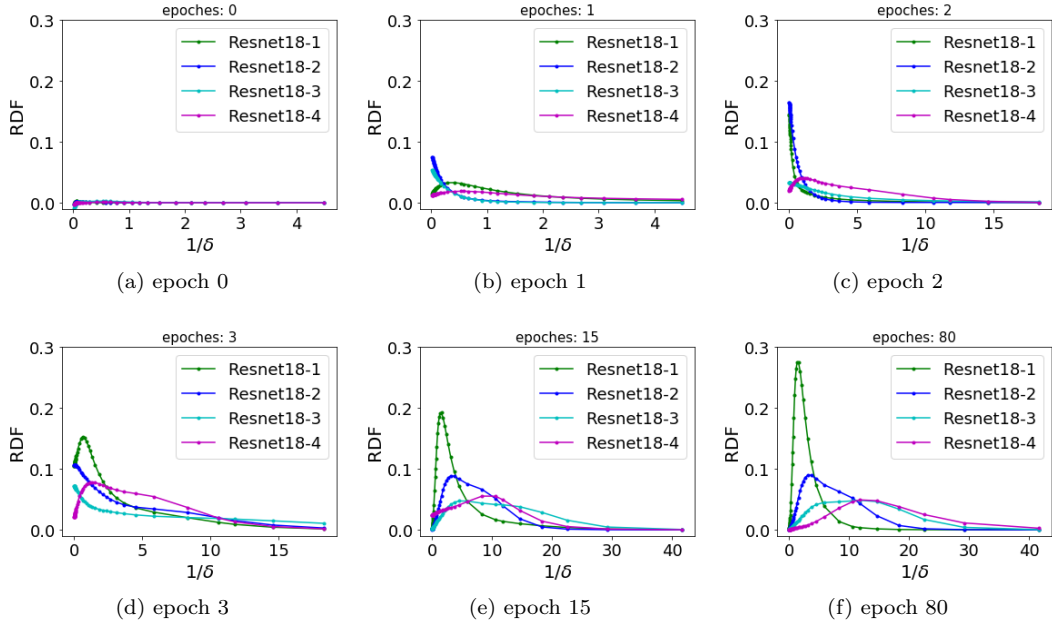 epoches: 0
0.3
0.2
0.1
0.0
RDF
Resnet18-1
Resnet18-2
Resnet18-3
Resnet18-4
0 1 2 3 4
1/δ
(a) epoch 0
epoches: 1
0.3
0.2
0.1
0.0
RDF
Resnet18-1
Resnet18-2
Resnet18-3
Resnet18-4
0 1 2 3 4
1/δ
(b) epoch 1
epoches: 2
0.3
0.2
0.1
0.0
RDF
Resnet18-1
Resnet18-2
Resnet18-3
Resnet18-4
0 5 10 15
1/δ
(c) epoch 2
epoches: 3
0.3
0.2
0.1
0.0
RDF
Resnet18-1
Resnet18-2
Resnet18-3
Resnet18-4
0 5 10 15
1/δ
(d) epoch 3
epoches: 15
0.3
0.2
0.1
0.0
RDF
Resnet18-1
Resnet18-2
Resnet18-3
Resnet18-4
0 10 20 30 40
1/δ
(e) epoch 15
epoches: 80
0.3
0.2
0.1
0.0
RDF
Resnet18-1
Resnet18-2
Resnet18-3
Resnet18-4
0 10 20 30 40
1/δ
(f) epoch 80